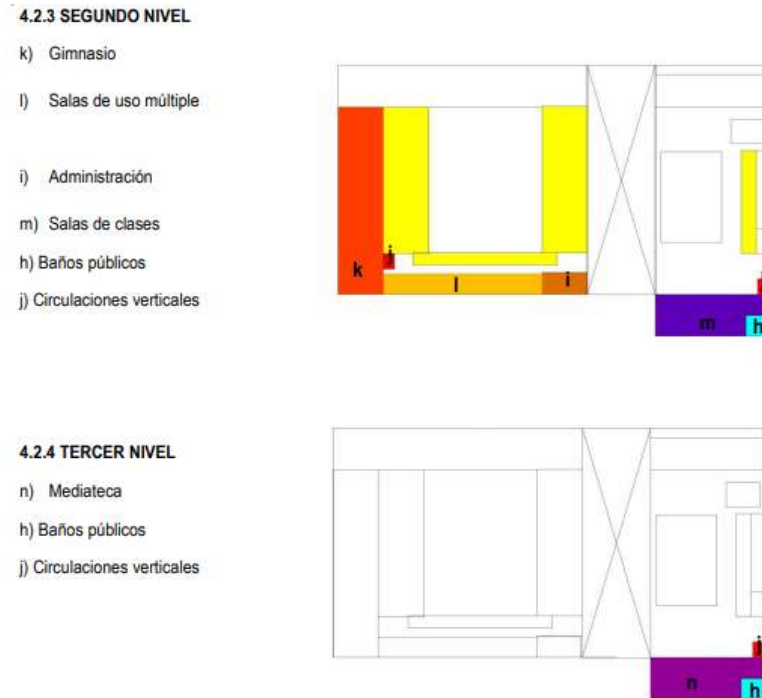 4.2.3 SEGUNDO NIVEL
k) Gimnasio
l) Salas de uso múltiple
i) Administración
m) Salas de clases
h) Baños públicos
j) Circulaciones verticales
j
k
l
i
m
h
4.2.4 TERCER NIVEL
n) Mediateca
h) Baños públicos
j) Circulaciones verticales
j
n
h